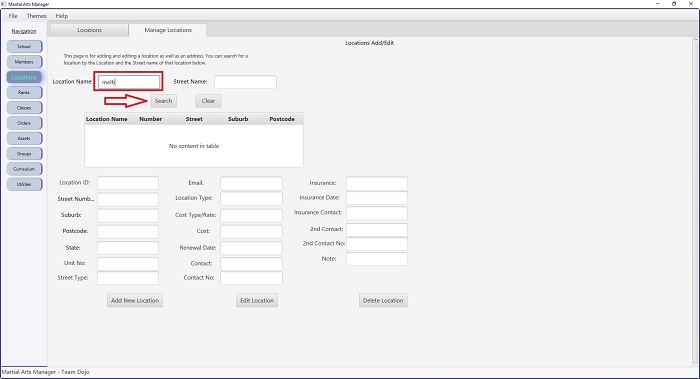 Marital Arts Manager
File Themes Help
Navigation
School
Members
Locations
Ranks
Classes
Orders
Assets
Groups
Curriculum
Utilities
Locations Manage Locations
Locations Add/Edit
This page is for adding and editing a location as well as an address. You can search for
a location by the Location and the Street name of that location below.
Location Name: melb Street Name:
Search Clear
Location Name Number Street Suburb Postcode
No content in table
Location ID: Email: Insurance:
Street Numb... Location Type: Insurance Date:
Suburb: Cost Type/Rate: Insurance Contact:
Postcode: Cost: 2nd Contact:
State: Renewal Date: 2nd Contact No:
Unit No: Contact: Note:
Street Type: Contact No:
Add New Location Edit Location Delete Location
Martial Arts Manager - Team Dojo